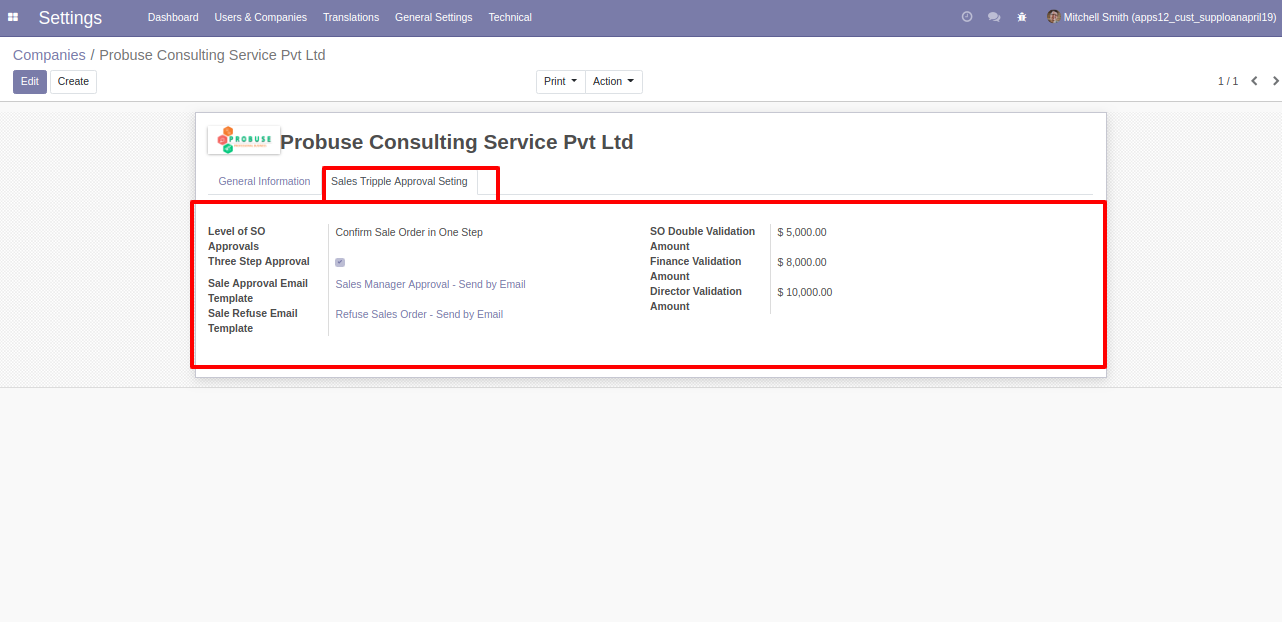 Settings Dashboard Users & Companies Translations General Settings Technical Mitchell Smith (apps12_cust_supploanapril19)
Companies / Probuse Consulting Service Pvt Ltd
Edit Create Print Action 1 / 1
PROBUSE
Probuse Consulting Service Pvt Ltd
General Information Sales Tripple Approval Seting
Level of SO Approvals
Confirm Sale Order in One Step
Three Step Approval
Sale Approval Email Template
Sales Manager Approval - Send by Email
Sale Refuse Email Template
Refuse Sales Order - Send by Email
SO Double Validation Amount
$ 5,000.00
Finance Validation Amount
$ 8,000.00
Director Validation Amount
$ 10,000.00